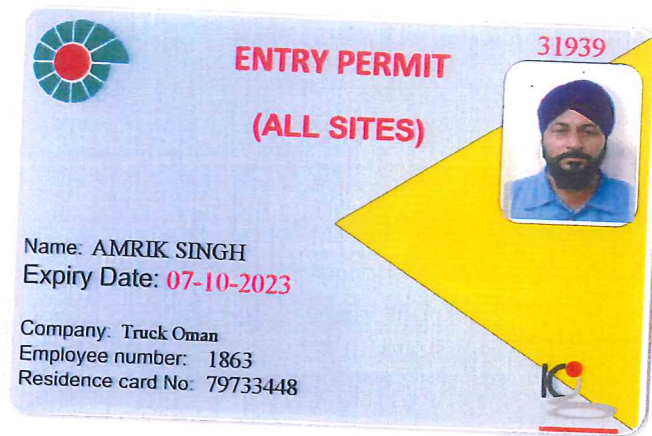 ENTRY PERMIT
31939
(ALL SITES)
Name: AMRIK SINGH
Expiry Date: 07-10-2023
Company: Truck Oman
Employee number: 1863
Residence card No: 79733448